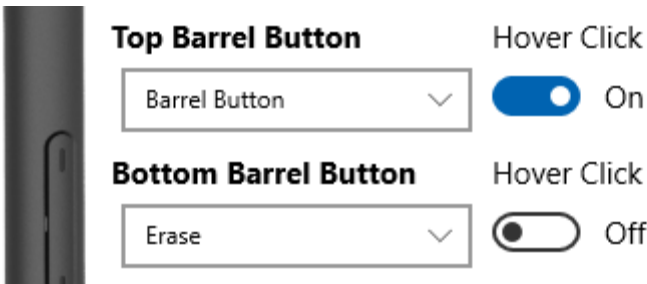 Top Barrel Button Hover Click
Barrel Button On
Bottom Barrel Button Hover Click
Erase Off